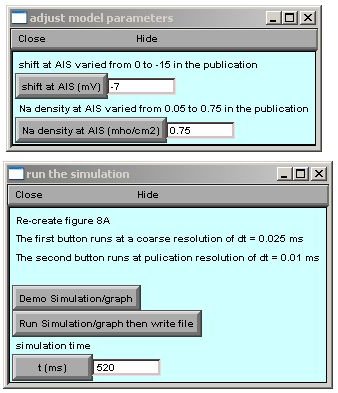 adjust model parameters
Close Hide
shift at AIS varied from 0 to -15 in the publication
shift at AIS (mV) -7
Na density at AIS varied from 0.05 to 0.75 in the publication
Na density at AIS (mho/cm2) 0.75
run the simulation
Close Hide
Re-create figure 8A
The first button runs at a coarse resolution of dt = 0.025 ms
The second button runs at pulication resolution of dt = 0.01 ms
Demo Simulation/graph
Run Simulation/graph then write file
simulation time
t (ms) 520